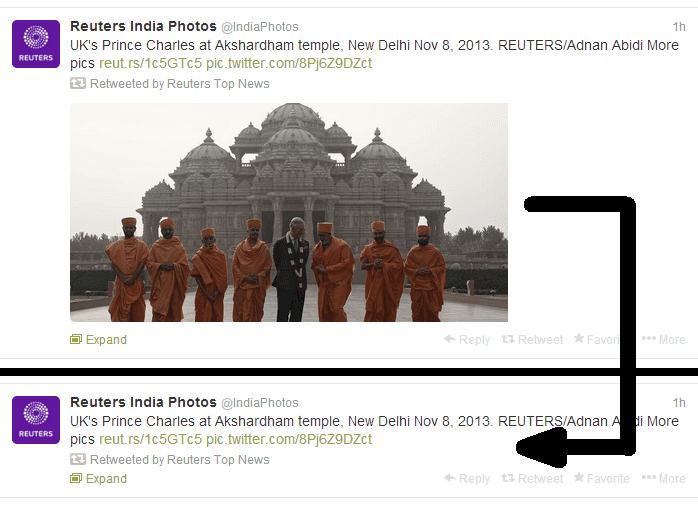 Reuters India Photos @IndiaPhotos 1h
UK's Prince Charles at Akshardham temple, New Delhi Nov 8, 2013. REUTERS/Adnan Abidi More
pics reut.rs/1c5GTc5 pic.twitter.com/8Pj6Z9DZct
REUTERS
Retweeted by Reuters Top News
Expand Reply Retweet Favorite More
Reuters India Photos @IndiaPhotos 1h
UK's Prince Charles at Akshardham temple, New Delhi Nov 8, 2013. REUTERS/Adnan Abidi More
pics reut.rs/1c5GTc5 pic.twitter.com/8Pj6Z9DZct
REUTERS
Retweeted by Reuters Top News
Expand Reply Retweet Favorite More